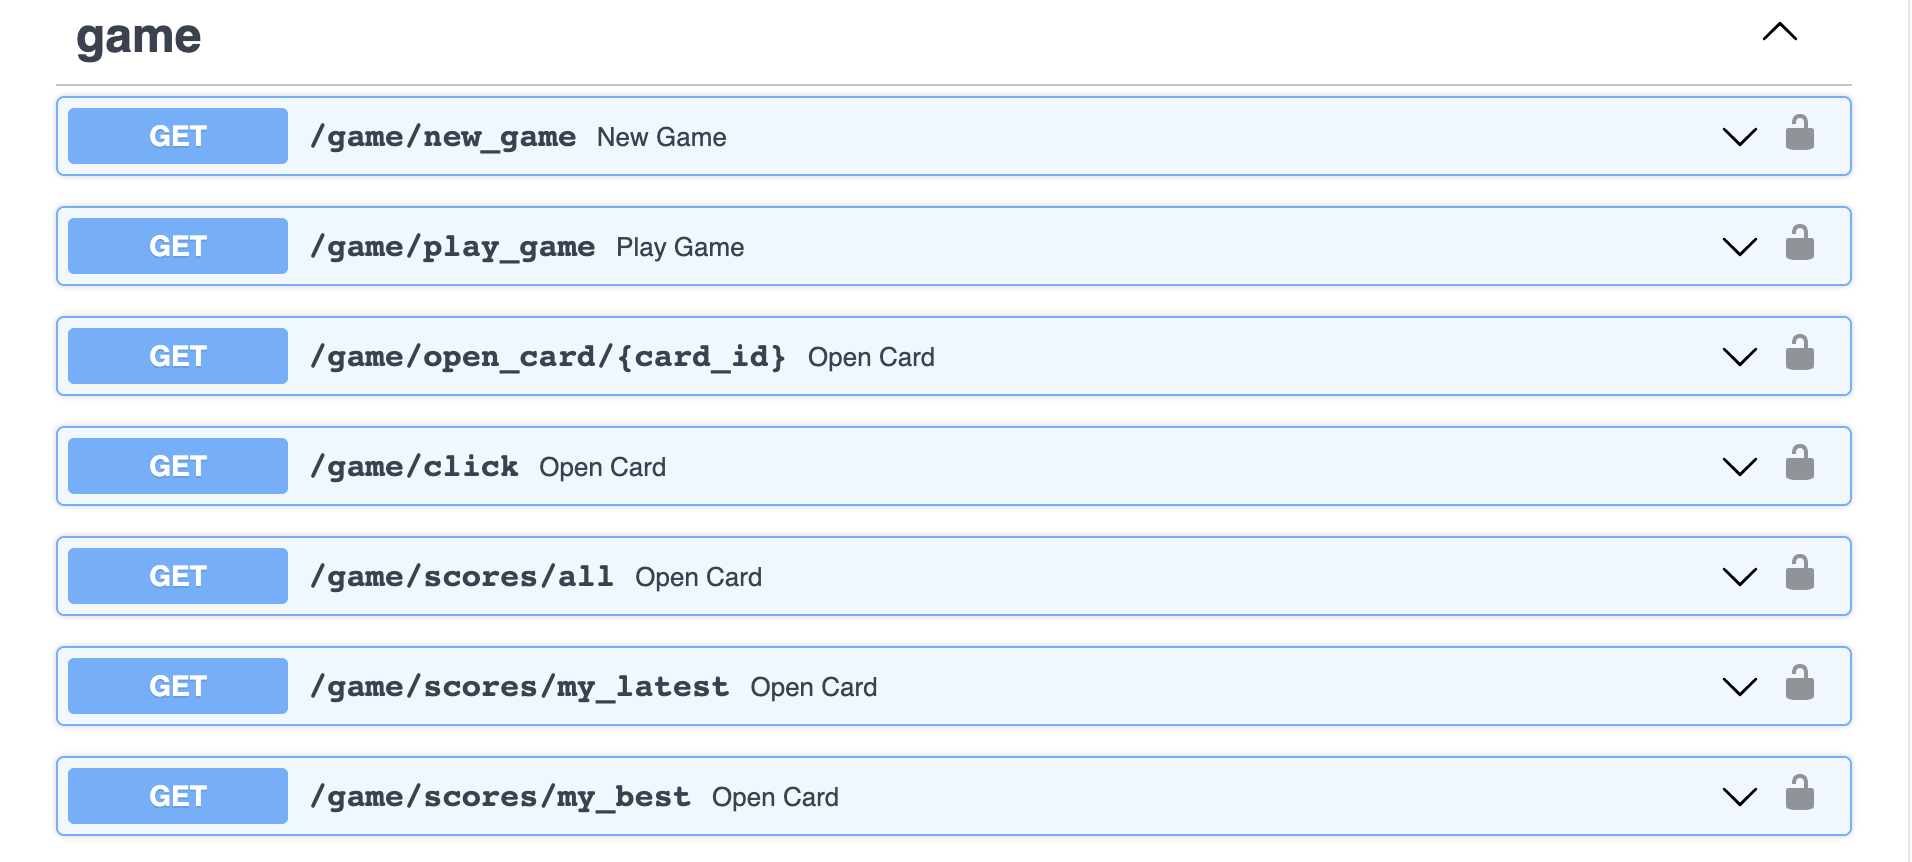 game
GET /game/new_game New Game
GET /game/play_game Play Game
GET /game/open_card/{card_id} Open Card
GET /game/click Open Card
GET /game/scores/all Open Card
GET /game/scores/my_latest Open Card
GET /game/scores/my_best Open Card